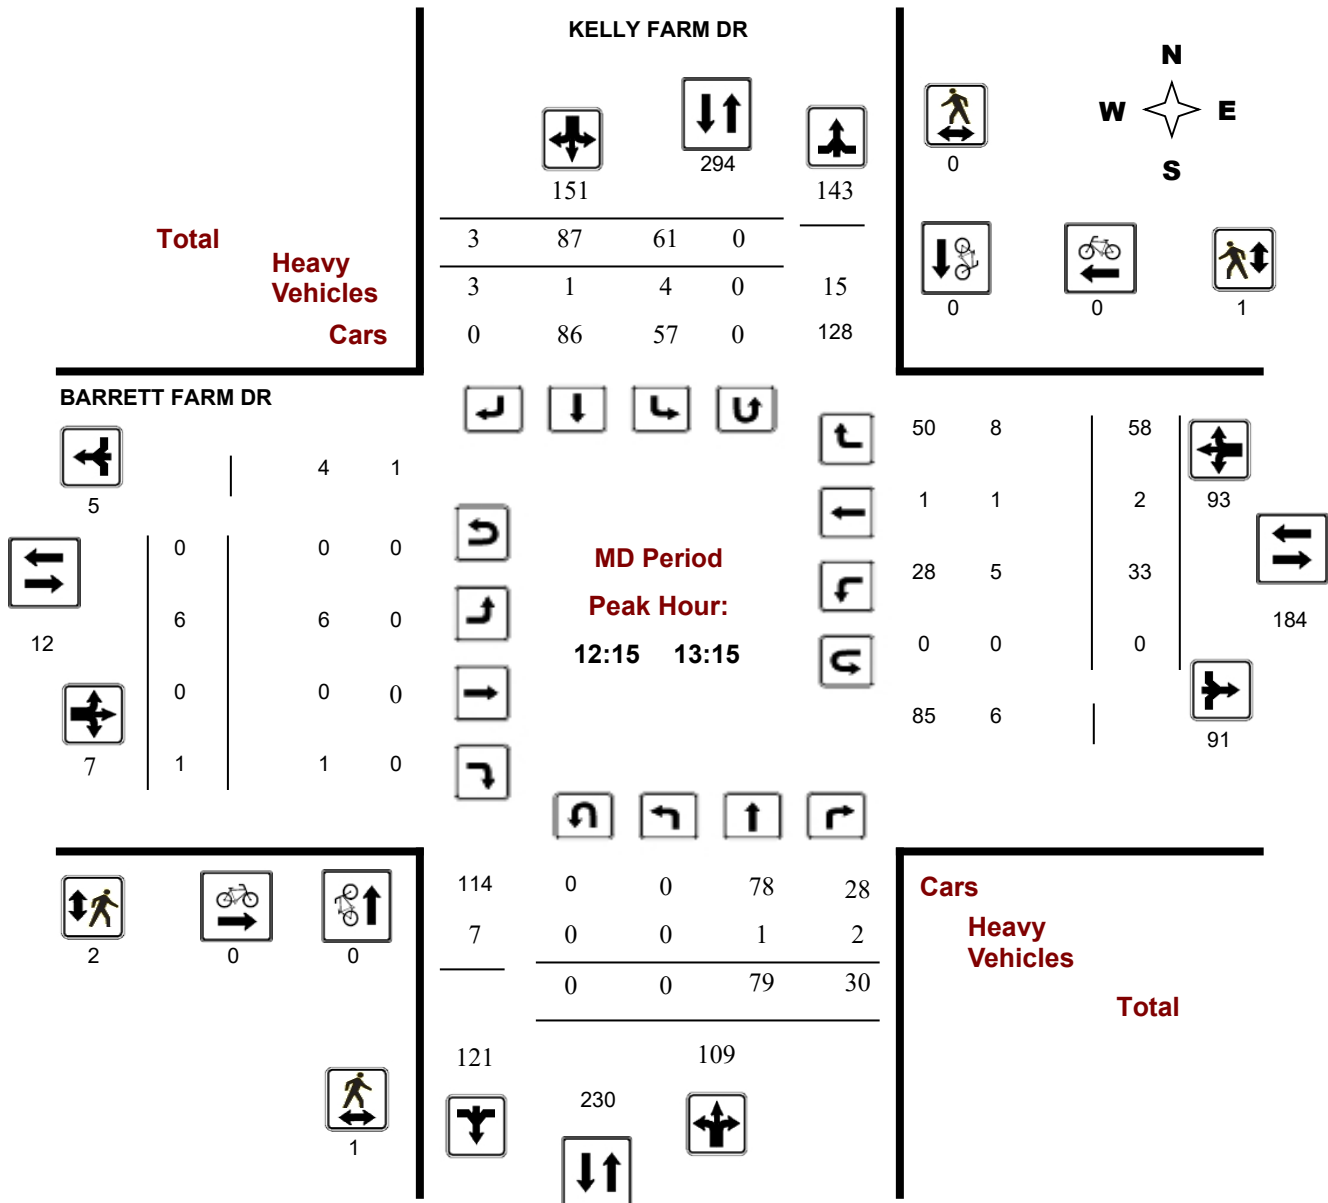 KELLY FARM DR
N
W E
S
294
0
151
143
Total
3 87 61 0
Heavy
Vehicles
3 1 4 0 15
0 0 1
Cars
0 86 57 0 128
BARRETT FARM DR
50 8 58
4 1
5
1 1 2
93
0 0 0
MD Period
28 5 33
Peak Hour:
6 6 0
184
12
12:15 13:15
0 0 0
0 0 0
85 6
91
7
1 1 0
114 0 0 78 28
Cars
7 0 0 1 2
Heavy
Vehicles
2 0 0
0 0 79 30
Total
121 109
230
1